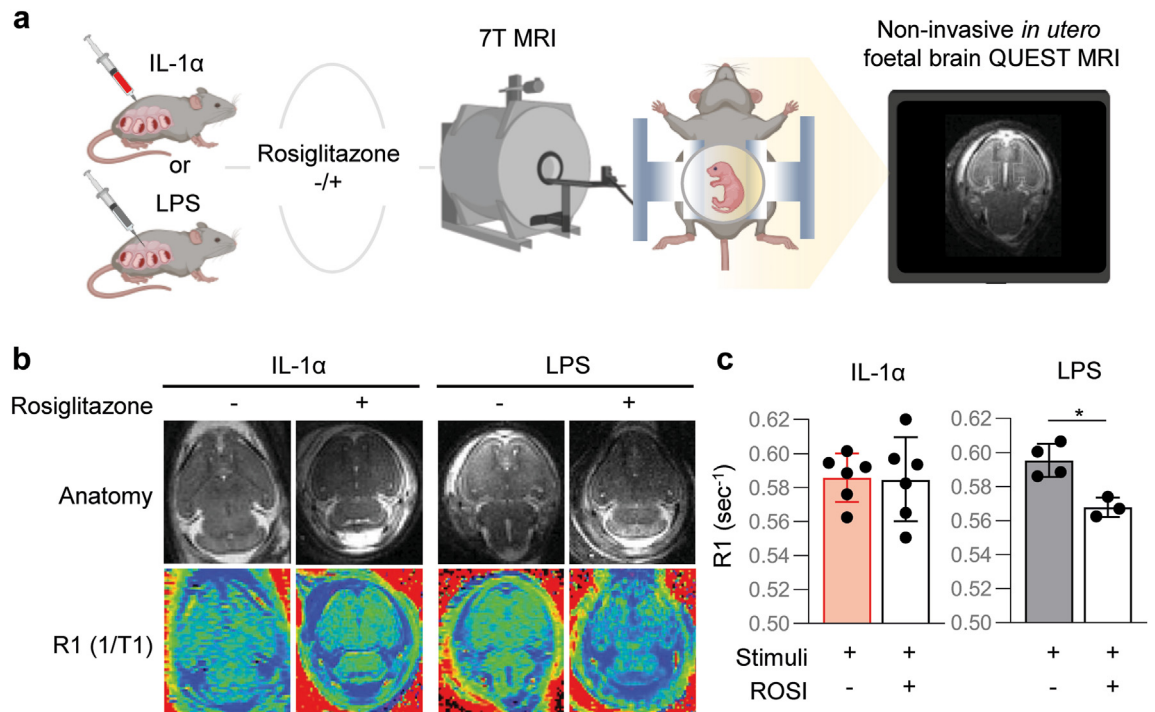 a
IL-1α
or
LPS
Rosiglitazone
-/+
7T MRI
Non-invasive in utero
foetal brain QUEST MRI
b
IL-1α LPS
Rosiglitazone - + - +
Anatomy
R1 (1/T1)
c
IL-1α
R1 (sec⁻¹)
0.62
0.60
0.58
0.56
0.54
0.52
0.50
LPS
*
0.62
0.60
0.58
0.56
0.54
0.52
0.50
Stimuli + + + +
ROSI - + - +